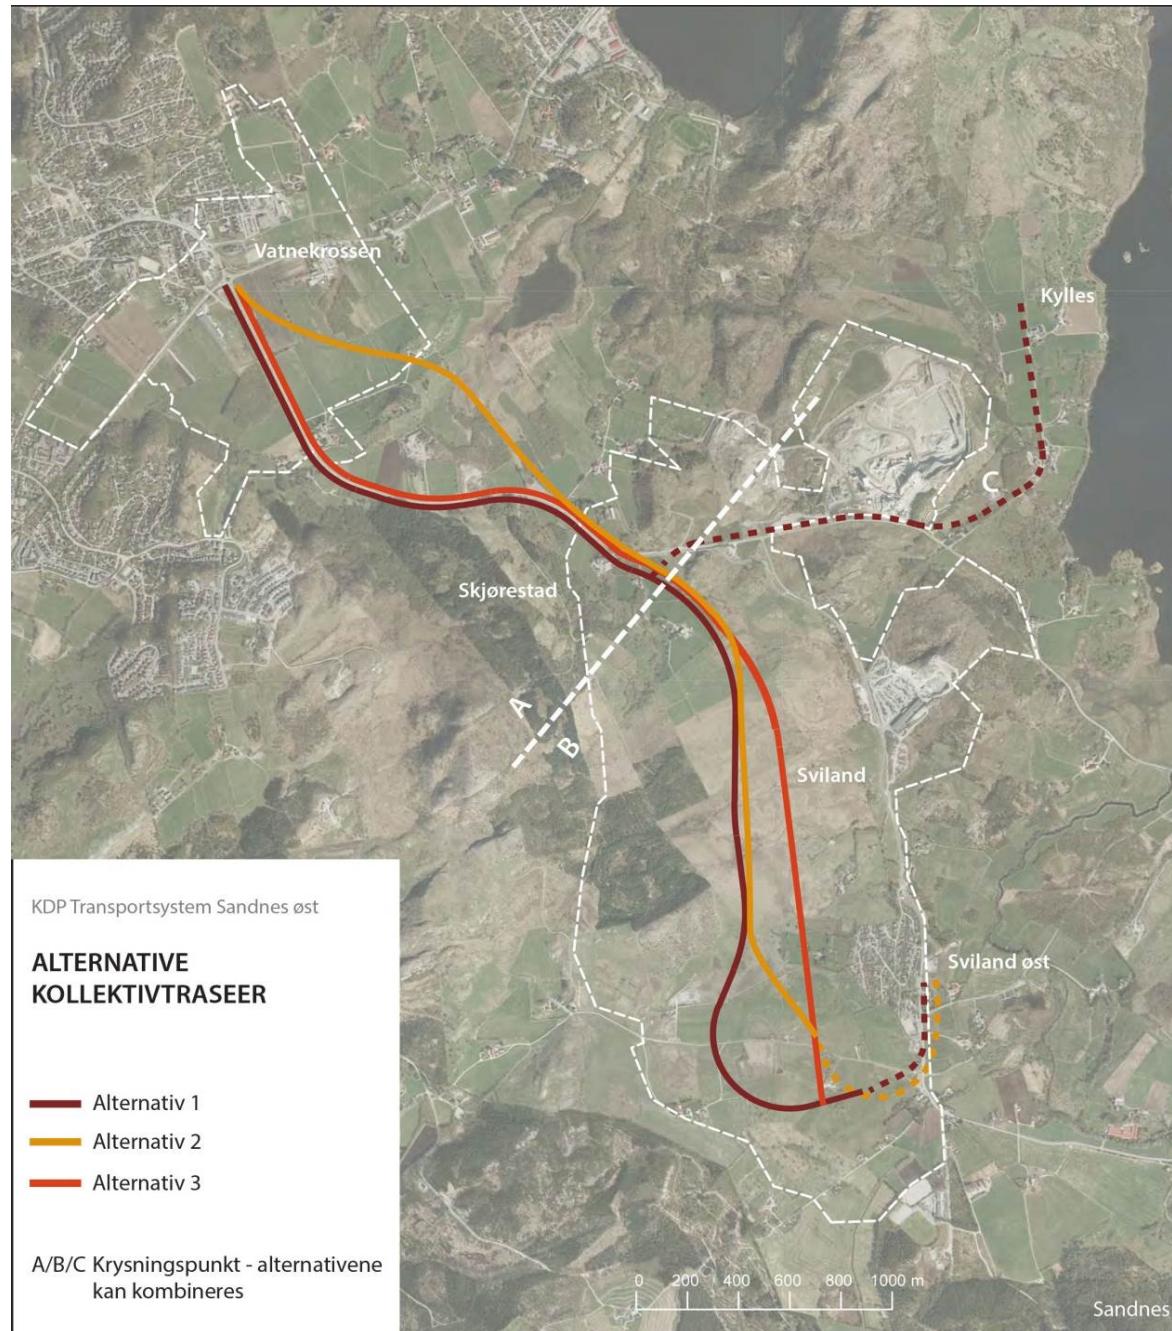 Vatnekrossen
Kylles
C
Skjørestad
A
B
Sviland
Sviland øst
KDP Transportsystem Sandnes øst
ALTERNATIVE
KOLLEKTIVTRASEER
Alternativ 1
Alternativ 2
Alternativ 3
A/B/C Krysningspunkt - alternativene
kan kombineres
0 200 400 600 1000 m
Sandnes